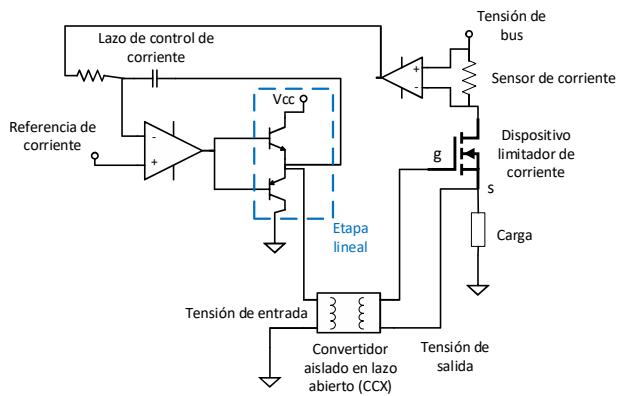 Tensión de
bus
Lazo de control de
corriente
Sensor de corriente
+
-
Vcc
Referencia de
corriente
-
+
Dispositivo
limitador de
corriente
g
s
Etapa
lineal
Carga
Tensión de entrada
Convertidor
aislado en lazo
abierto (CCX)
Tensión de
salida